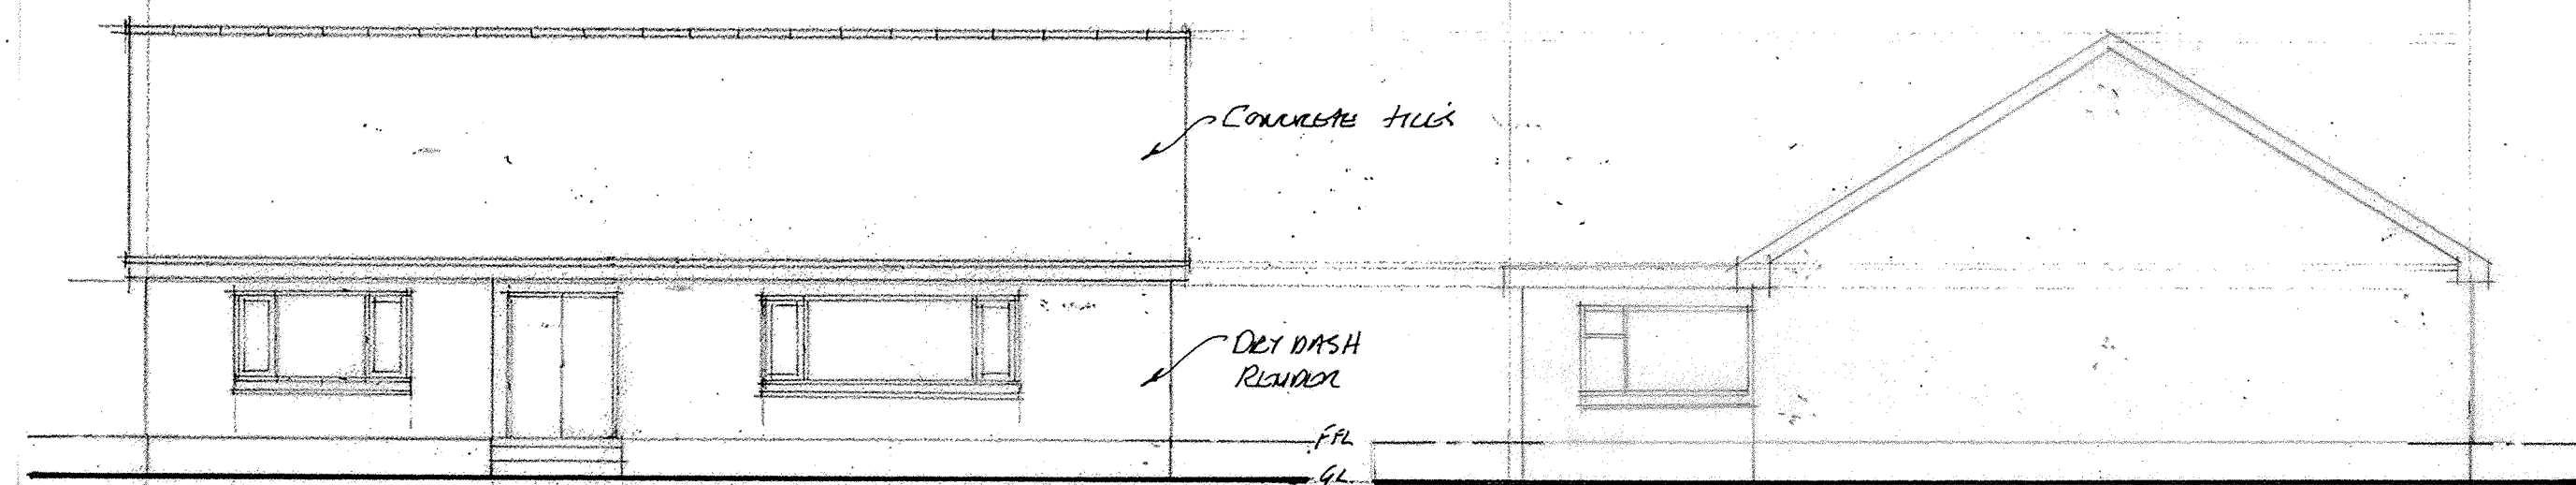 CONCRETE TILES
DRY DASH
RENDER
FFL
GL